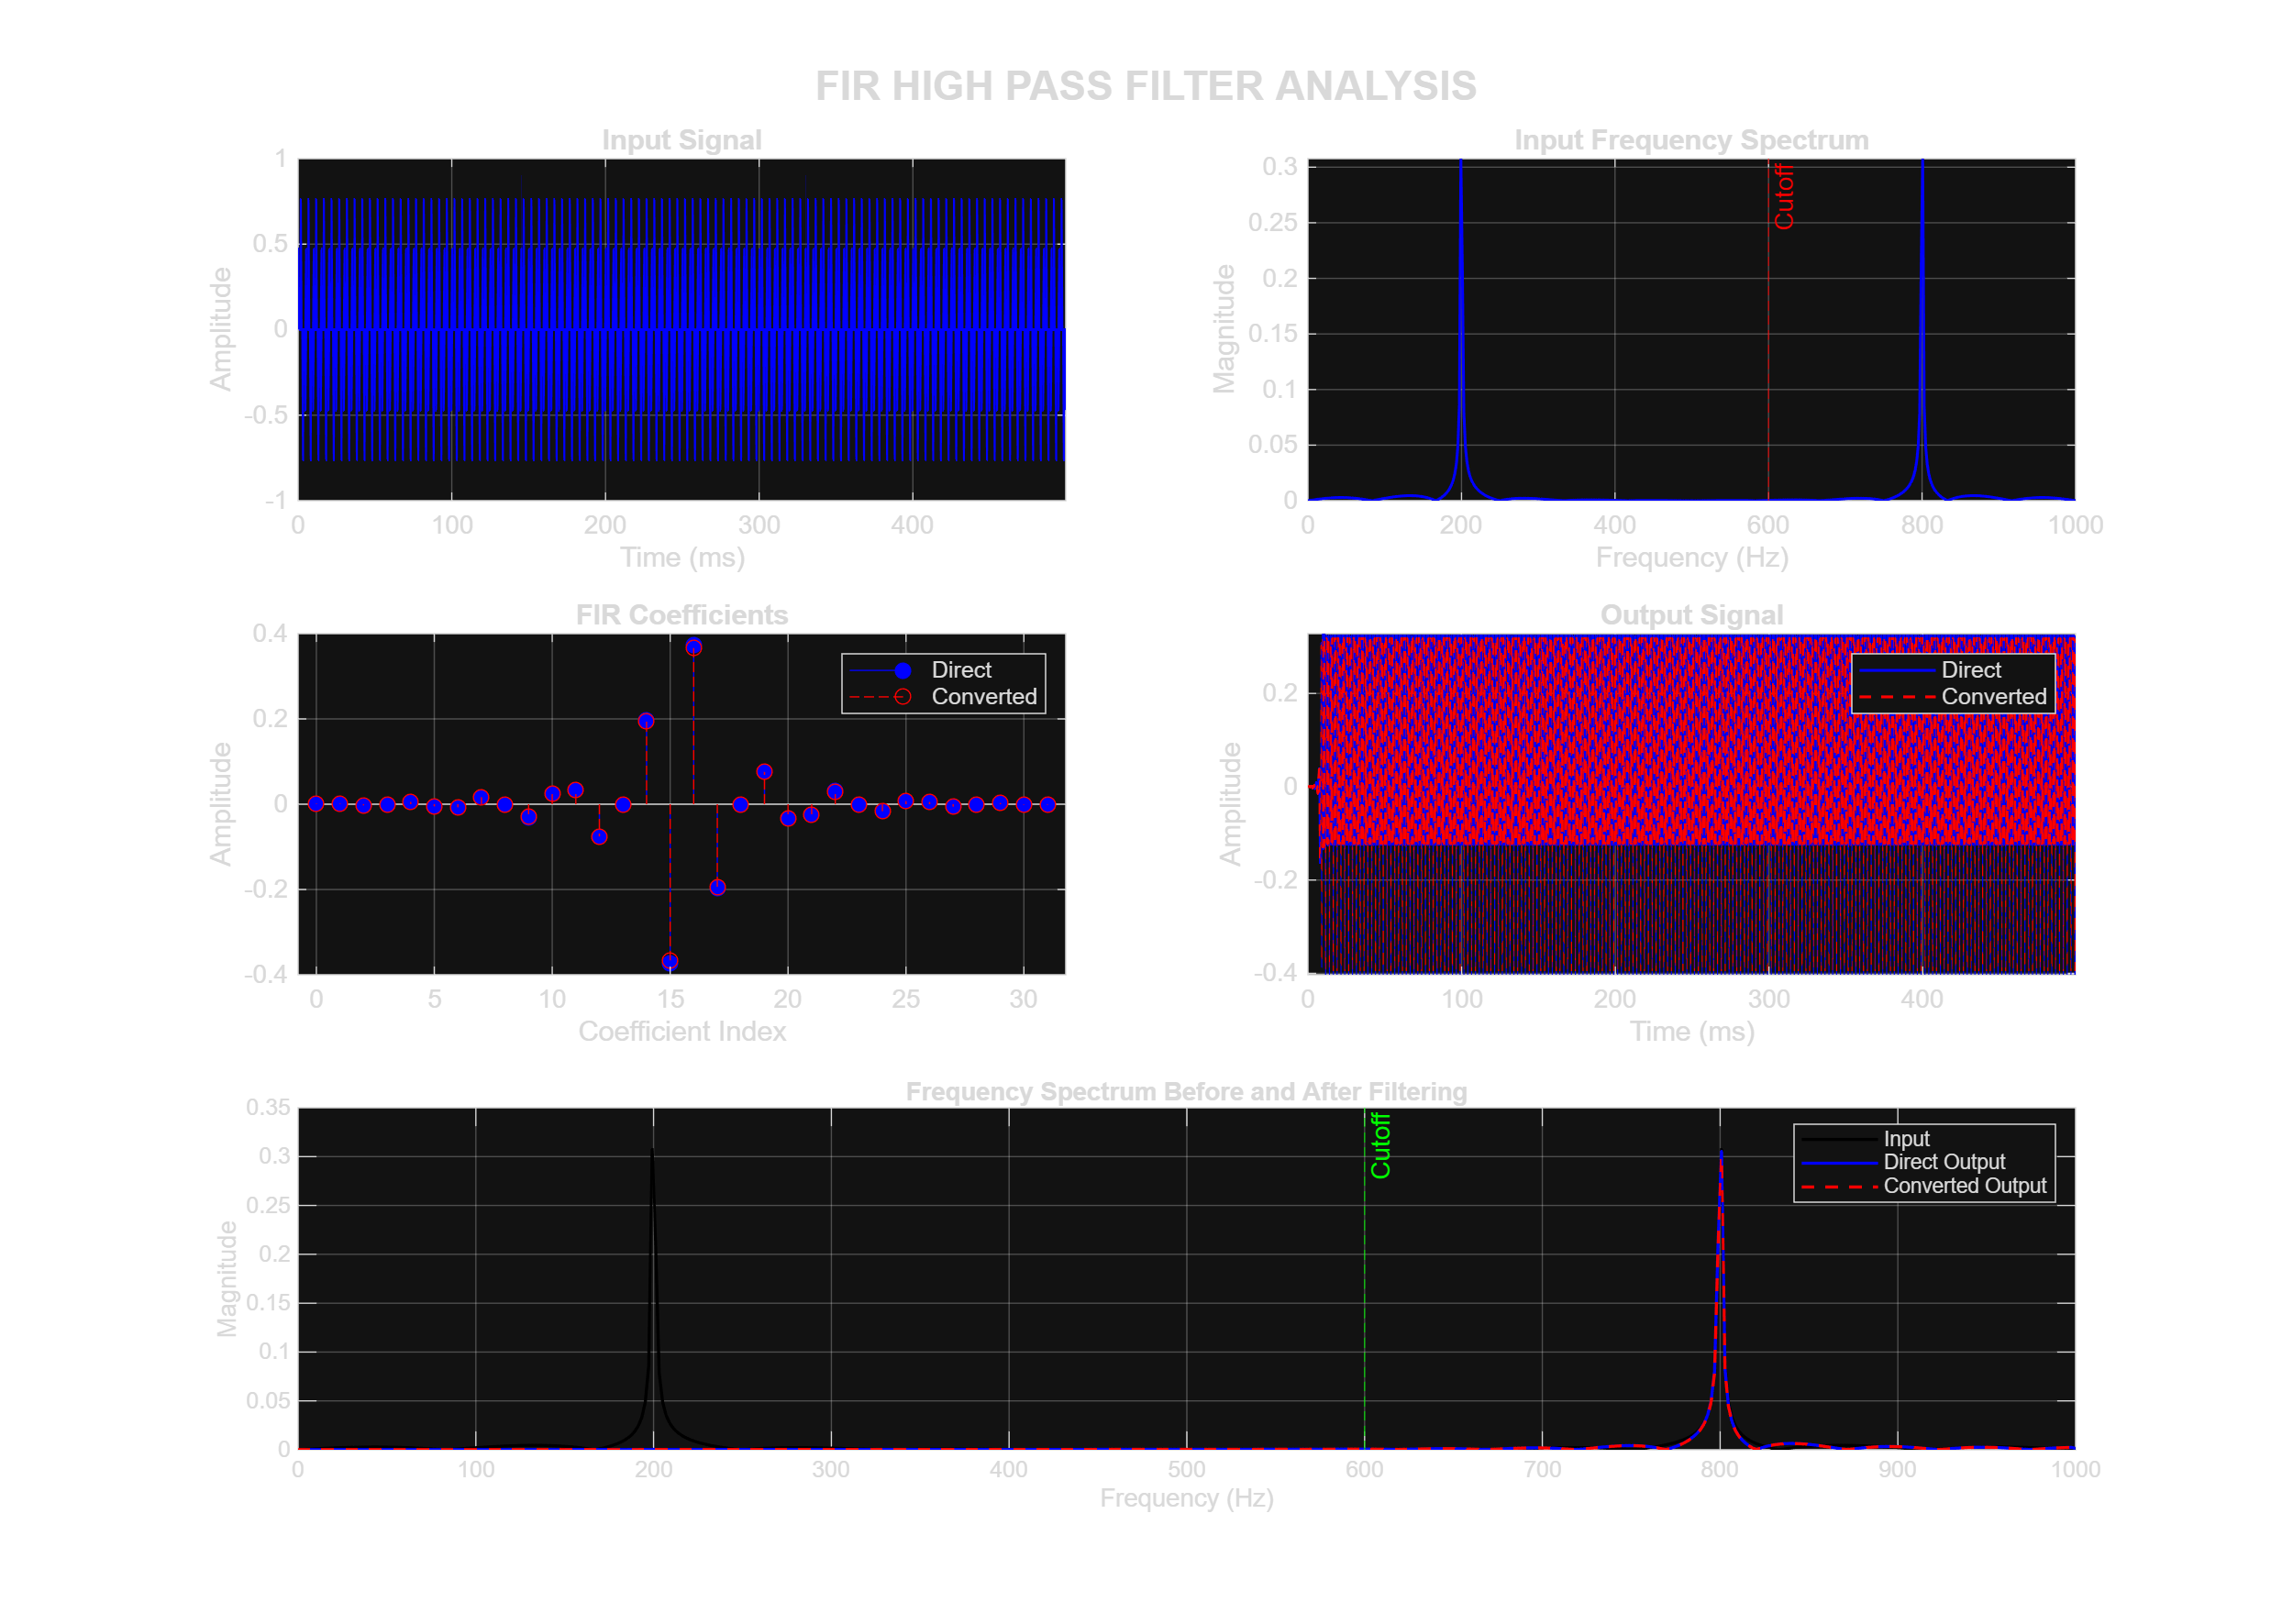 FIR HIGH PASS FILTER ANALYSIS
Input Signal
1
0.5
0
-0.5
-1
Amplitude
0 100 200 300 400
Time (ms)
Input Frequency Spectrum
0.3
0.25
0.2
0.15
0.1
0.05
0
Magnitude
Cutoff
0 200 400 600 800 1000
Frequency (Hz)
FIR Coefficients
0.4
0.2
0
-0.2
-0.4
Amplitude
Direct
Converted
0 5 10 15 20 25 30
Coefficient Index
Output Signal
0.2
0
-0.2
-0.4
Amplitude
Direct
Converted
0 100 200 300 400
Time (ms)
Frequency Spectrum Before and After Filtering
0.35
0.3
0.25
0.2
0.15
0.1
0.05
0
Magnitude
Cutoff
Input
Direct Output
Converted Output
0 100 200 300 400 500 600 700 800 900 1000
Frequency (Hz)